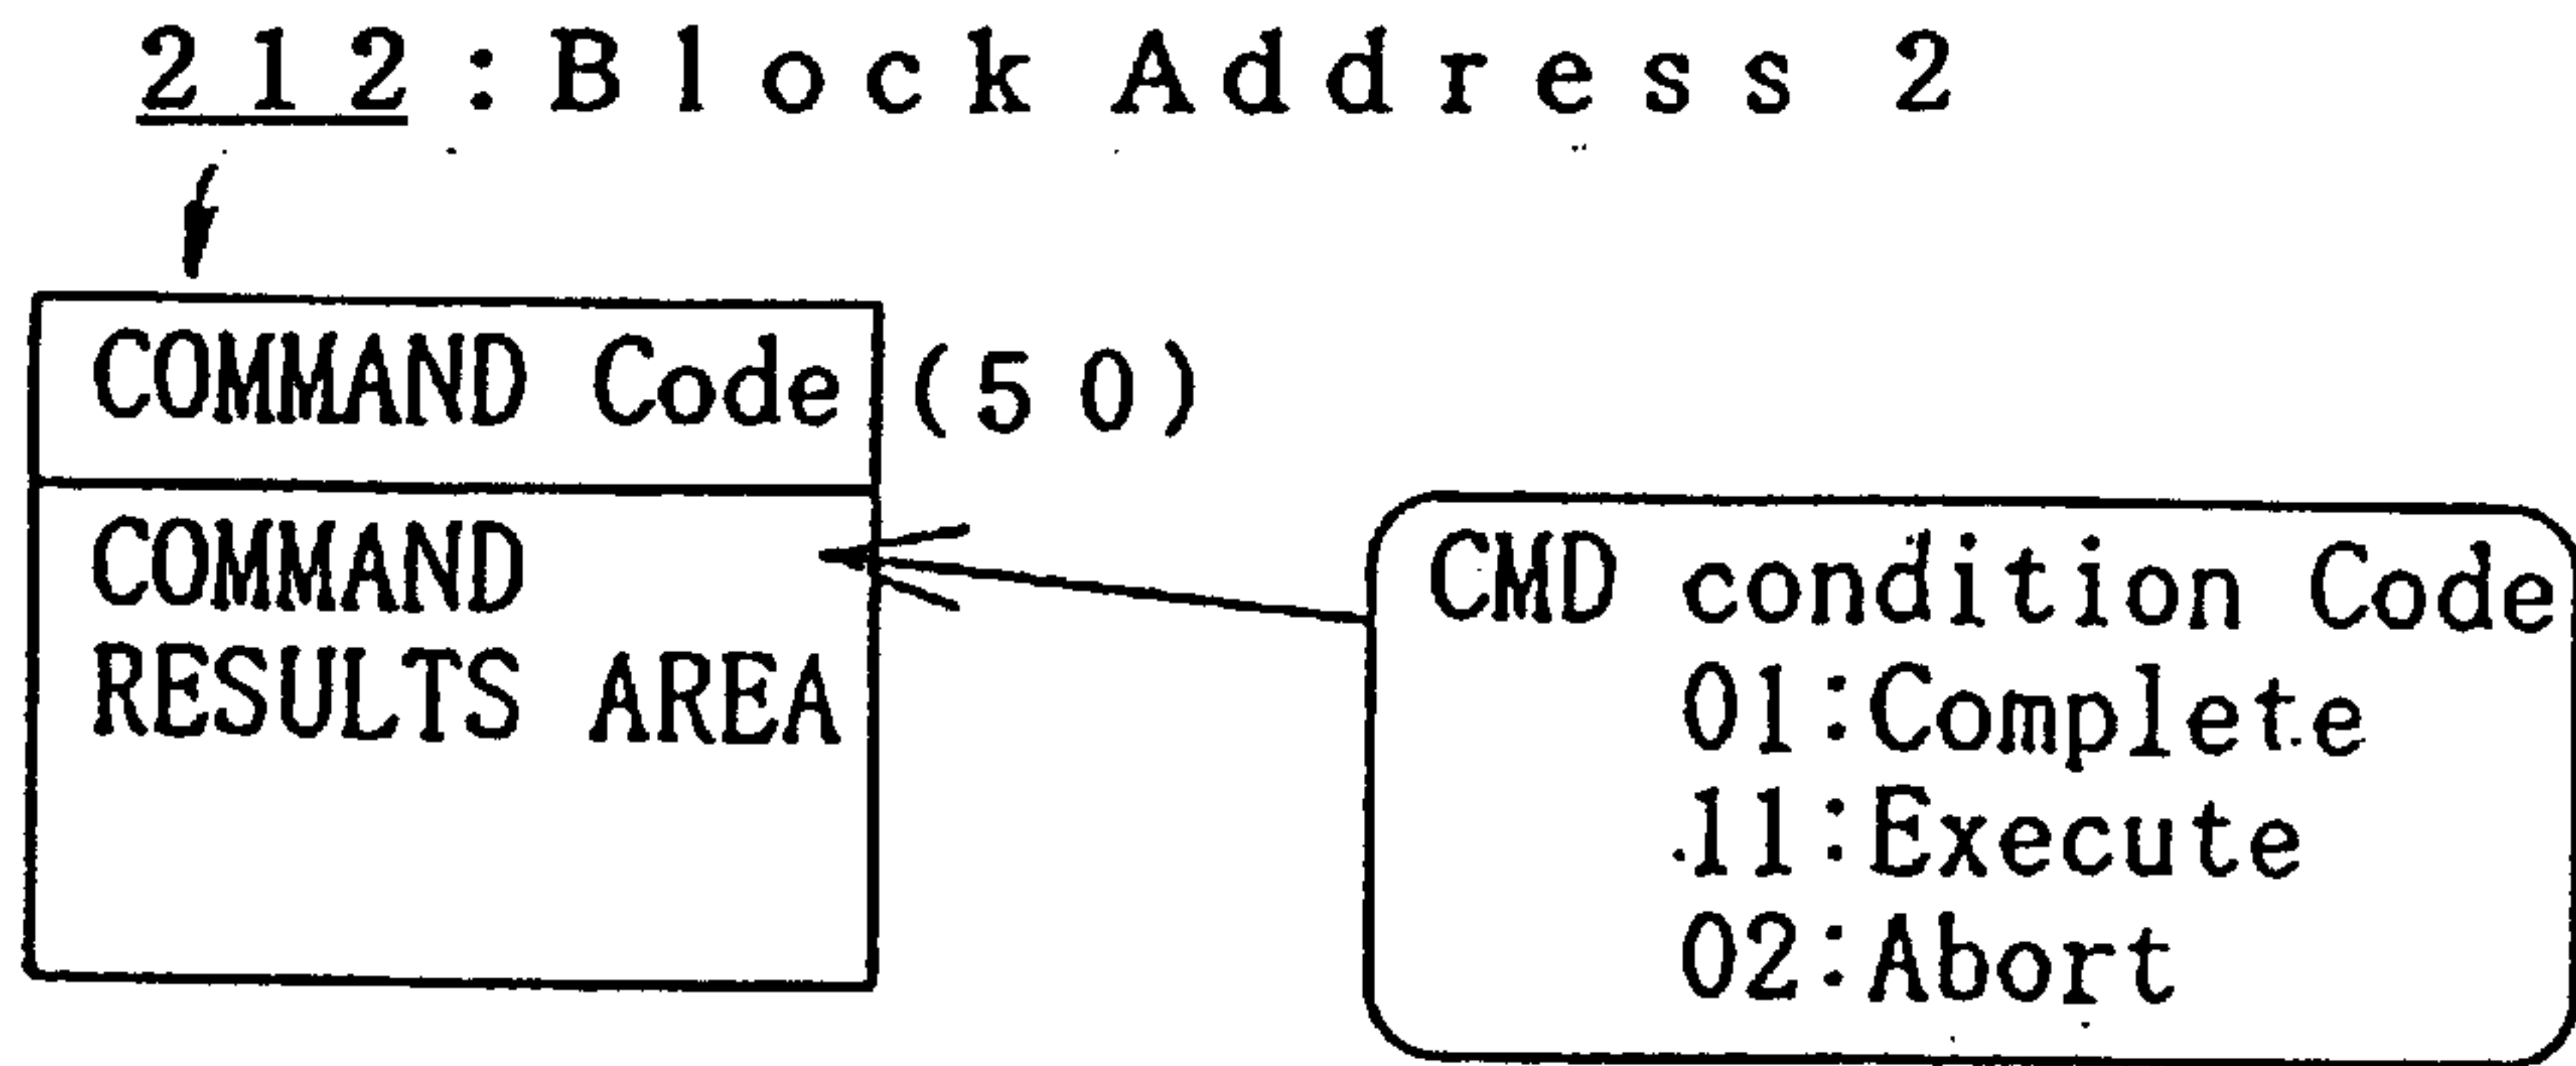 212:Block Address 2
COMMAND Code (50)
COMMAND
RESULTS AREA
CMD condition Code
01:Complete
11:Execute
02:Abort